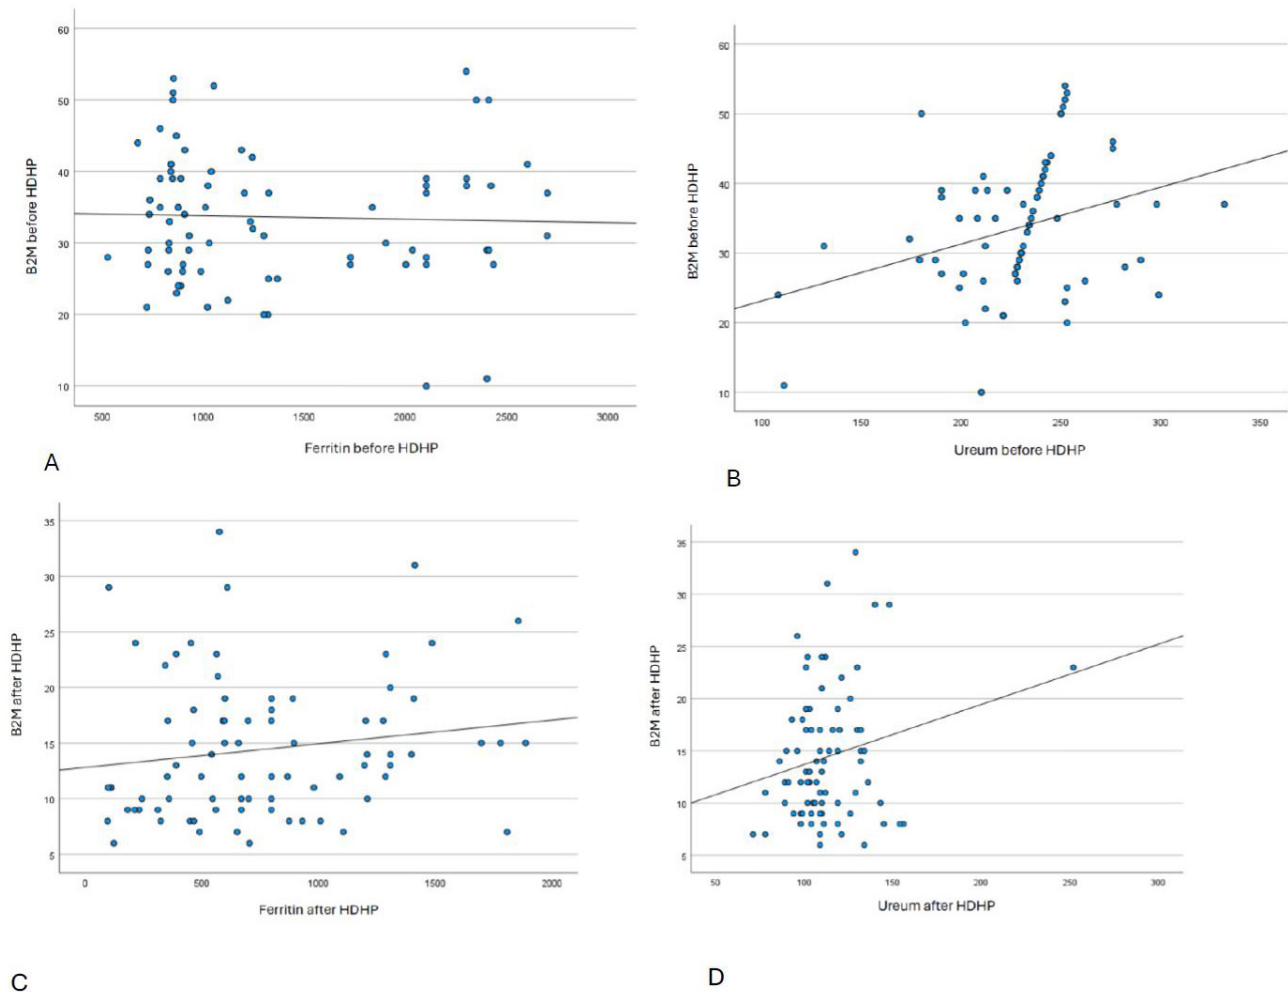 60
50
40
30
20
10
B2M before HDHP
500 1000 1500 2000 2500 3000
Ferritin before HDHP
A
60
50
40
30
20
10
B2M before HDHP
100 150 200 250 300 350
Ureum before HDHP
B
35
30
25
20
15
10
5
B2M after HDHP
0 500 1000 1500 2000
Ferritin after HDHP
C
35
30
25
20
15
10
5
B2M after HDHP
50 100 150 200 250 300
Ureum after HDHP
D